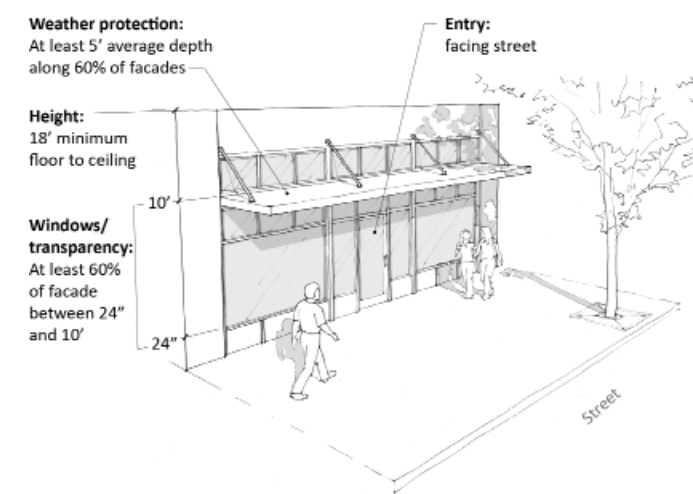 Weather protection:
At least 5’ average depth
along 60% of facades
Entry:
facing street
Height:
18’ minimum
floor to ceiling
10’
Windows/
transparency:
At least 60%
of facade
between 24”
and 10’
24”
Street